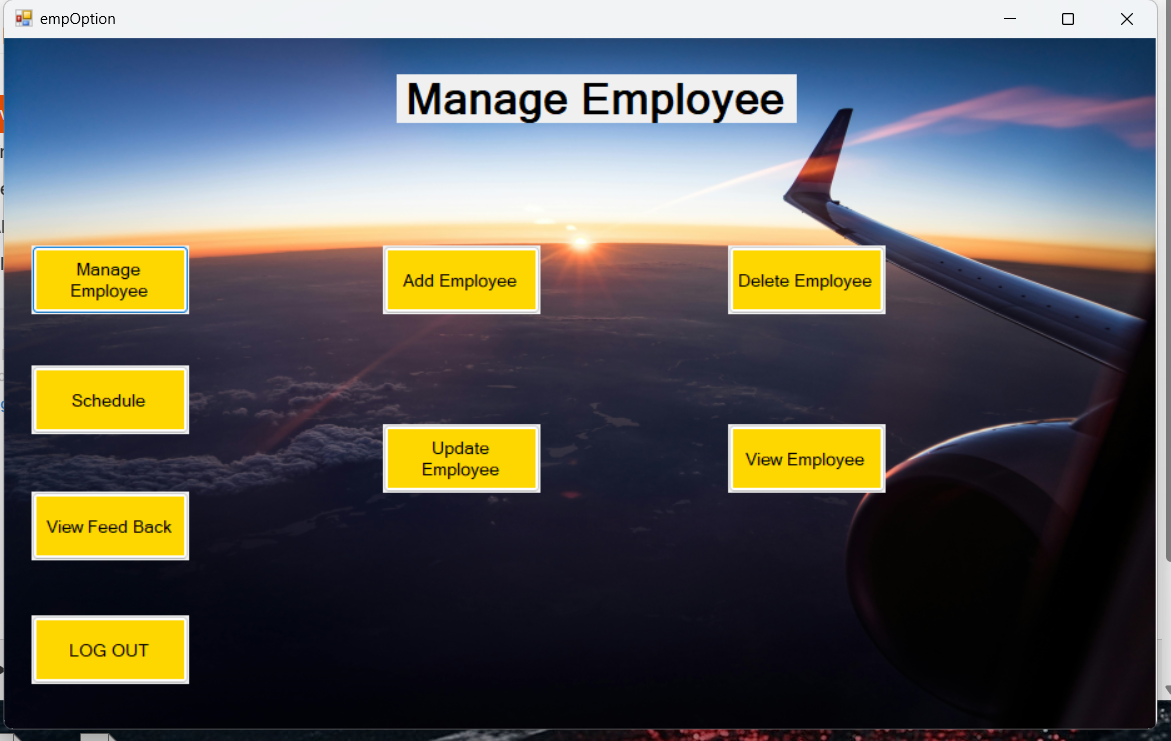 empOption
Manage Employee
Manage
Employee
Add Employee
Delete Employee
Schedule
Update
Employee
View Employee
View Feed Back
LOG OUT